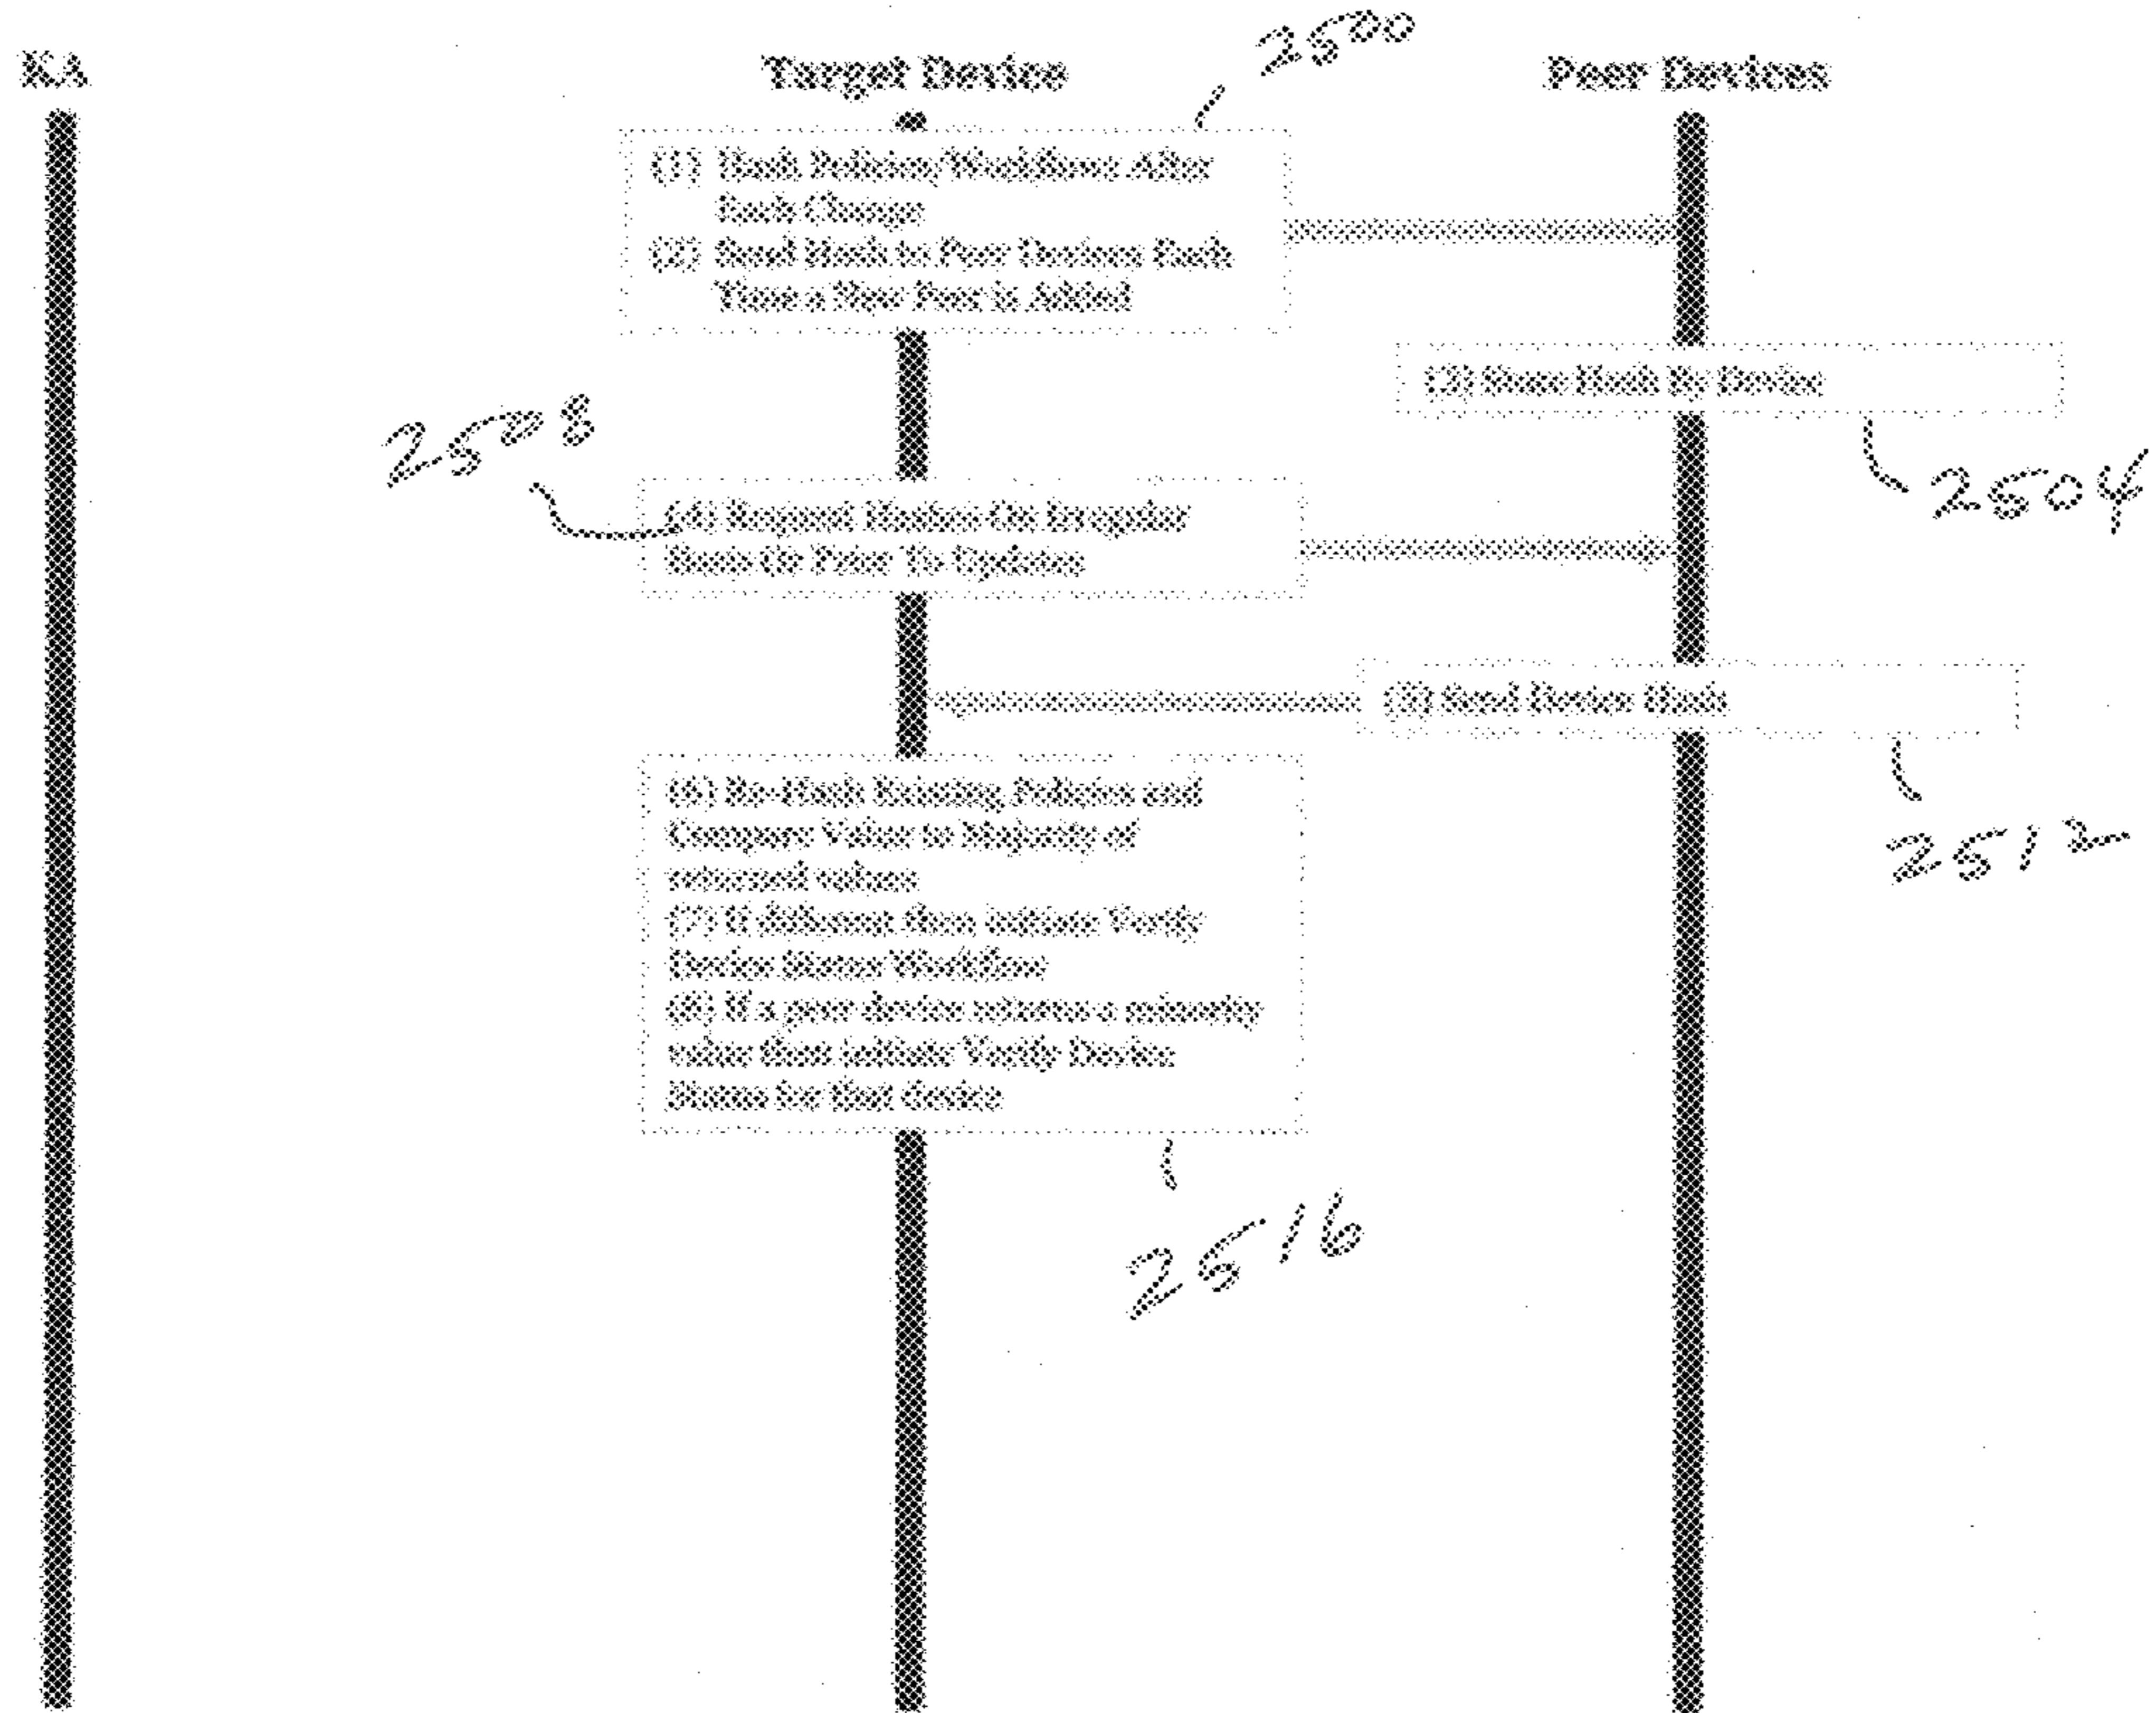 KA
Target Device
Peer Devices
2500
(1) Hash Policies/Workflows After
Each Change
(2) Send Hash to Peer Devices Each
Time a New Peer is Added
(3) Store Hash For Device
2504
2508
(4) Request Hashes On Irregular
Basis Or Prior To Updates
(5) Send Device Hash
2512
(6) Re-Hash Existing Policies and
Compare Value to Majority of
returned values
(7) If different then initiate Verify
Device Status Workflow
(8) If a peer device returns a minority
value then initiate Verify Device
Status for that device
2516